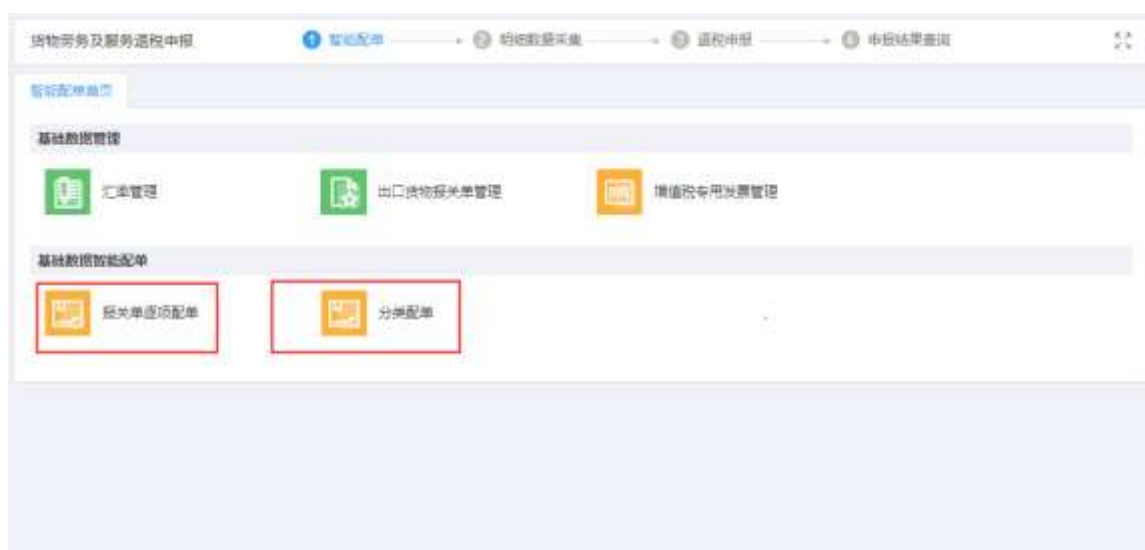 货物劳务及服务退税申报 1 智能配单 2 明细数据采集 3 退税申报 4 申报结果查询
智能配单首页
基础数据管理
汇率管理 出口货物报关单管理 增值税专用发票管理
基础数据智能配单
报关单逐项配单 分类配单